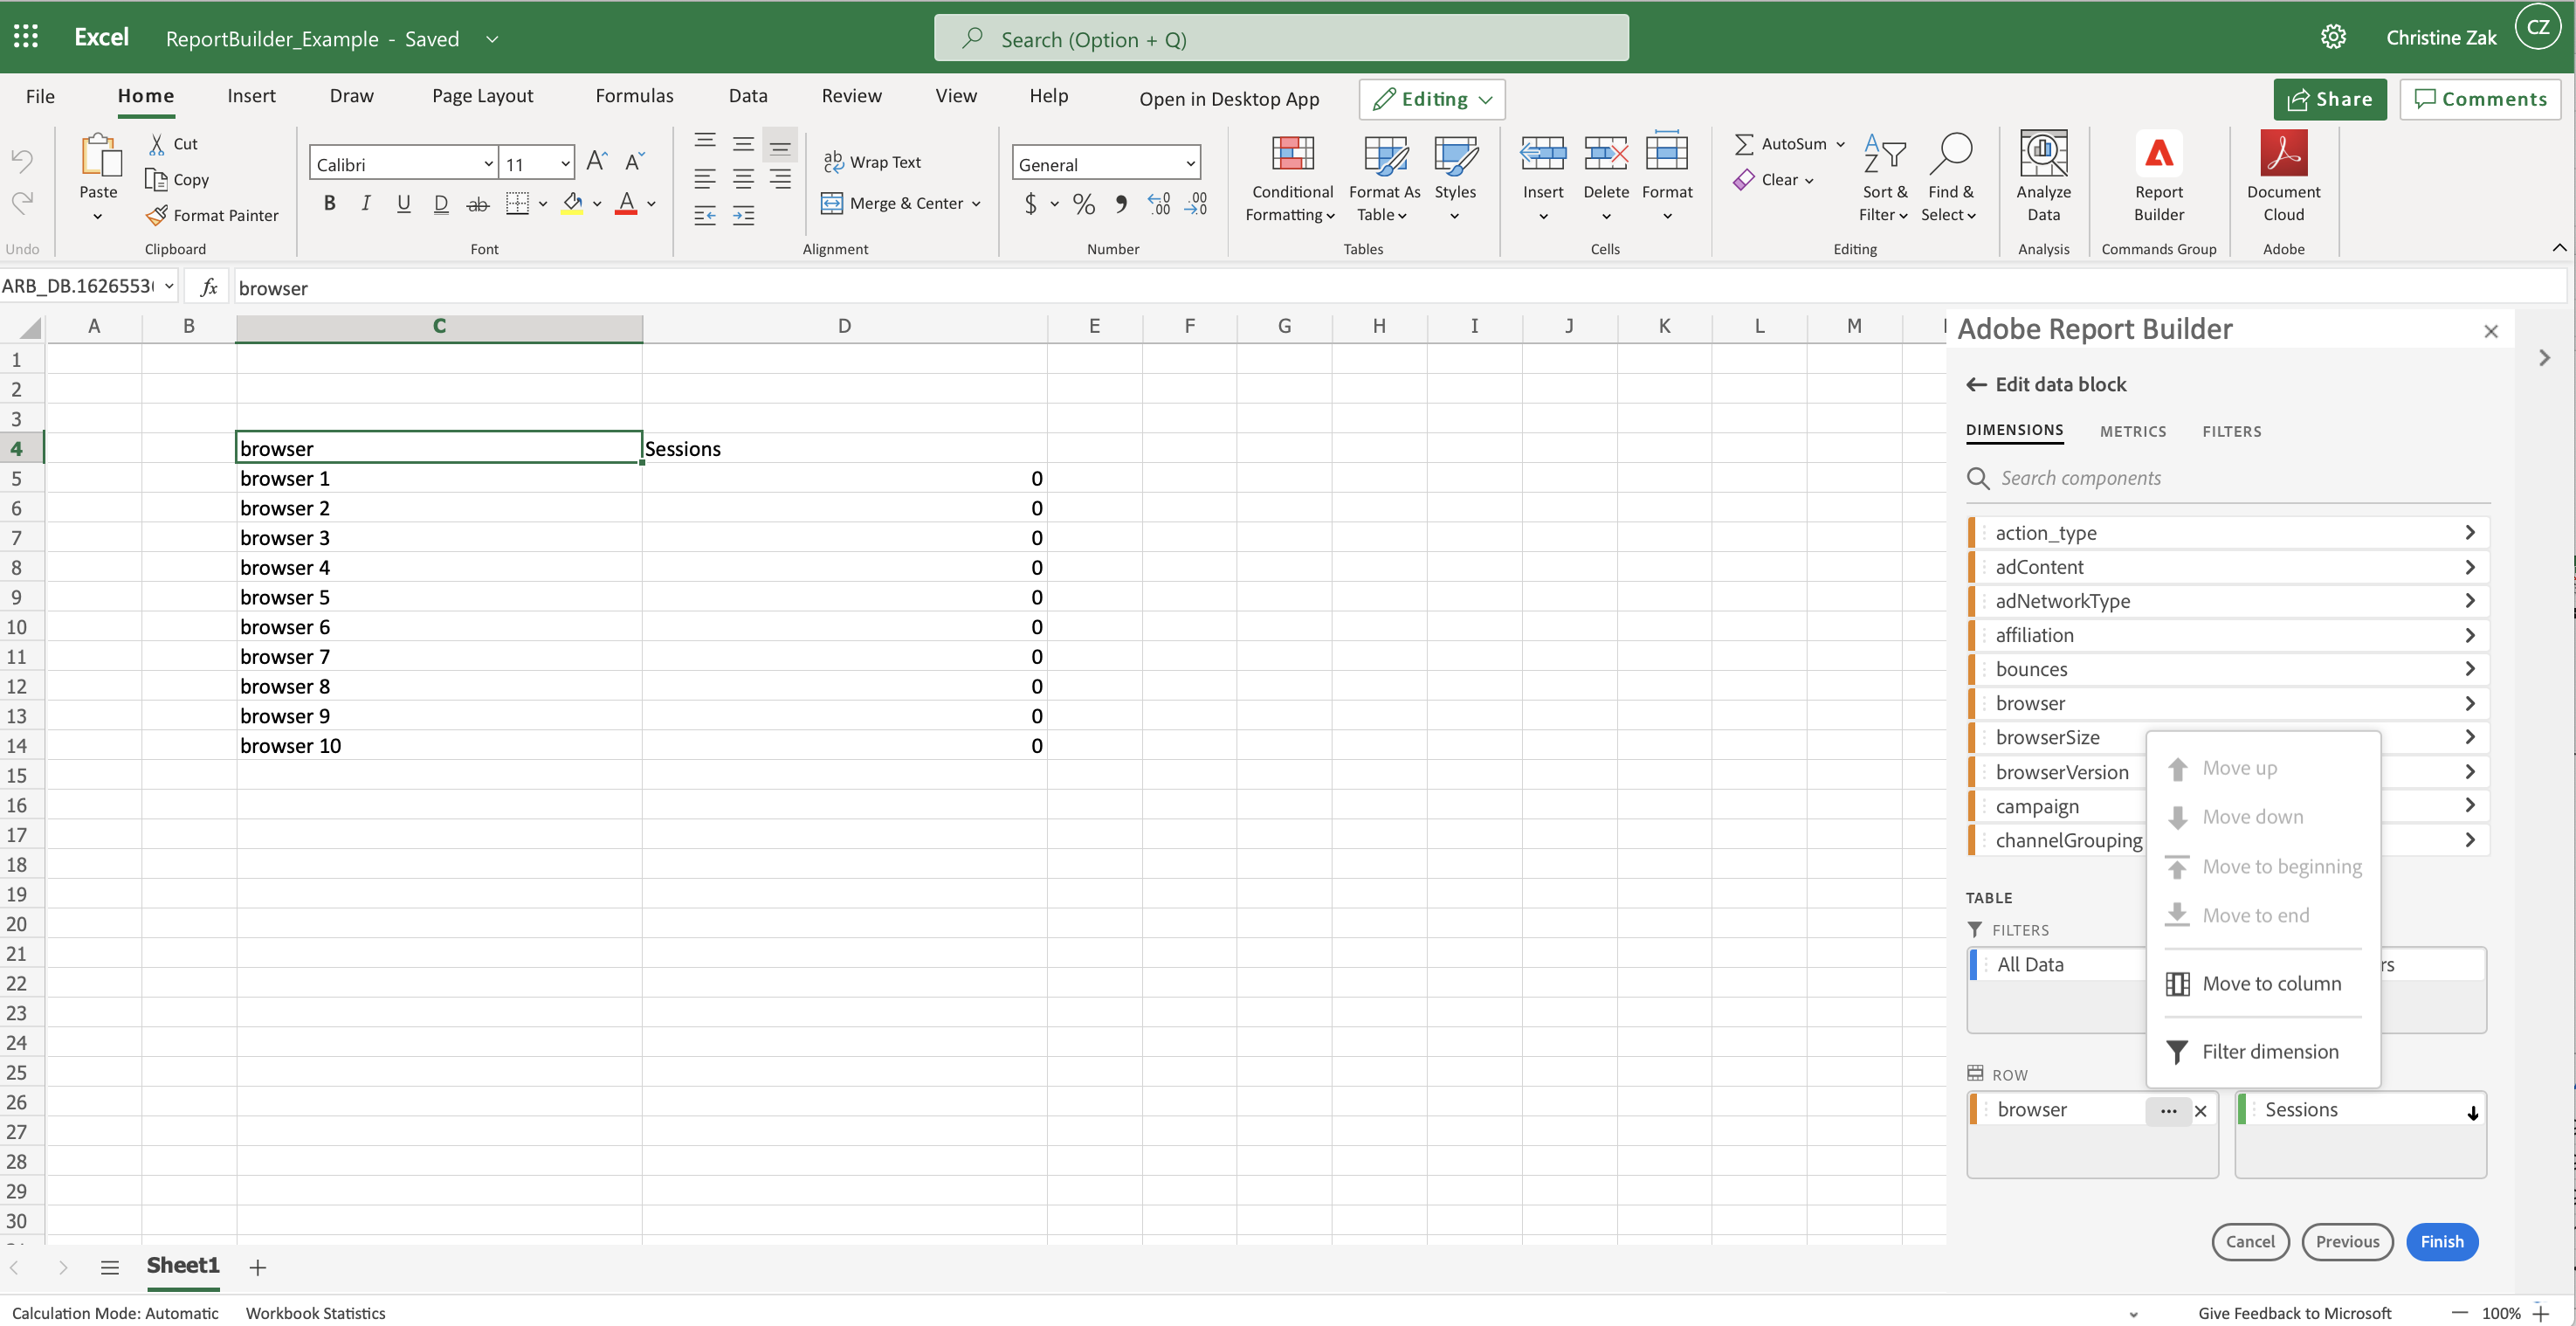 Excel ReportBuilder_Example - Saved
Search (Option + Q)
Christine Zak CZ
File Home Insert Draw Page Layout Formulas Data Review View Help Open in Desktop App Editing Share Comments
Undo
Paste
Cut
Copy
Format Painter
Clipboard
Calibri 11
B I U D ab
Font
Wrap Text
Merge & Center
Alignment
General
$ % 9 .00 .00
Number
Conditional Formatting
Format As Table
Styles
Tables
Insert
Delete
Format
Cells
AutoSum
Clear
Sort & Filter
Find & Select
Editing
Analyze Data
Analysis
Report Builder
Commands Group
Document Cloud
Adobe
ARB_DB.1626553 fx browser
A B C D E F G H I J K L M
1
2
3
4 browser Sessions
5 browser 1 0
6 browser 2 0
7 browser 3 0
8 browser 4 0
9 browser 5 0
10 browser 6 0
11 browser 7 0
12 browser 8 0
13 browser 9 0
14 browser 10 0
15
16
17
18
19
20
21
22
23
24
25
26
27
28
29
30
Adobe Report Builder
Edit data block
DIMENSIONS METRICS FILTERS
Search components
action_type
adContent
adNetworkType
affiliation
bounces
browser
browserSize
browserVersion
campaign
channelGrouping
Move up
Move down
Move to beginning
Move to end
Move to column
Filter dimension
TABLE
FILTERS
All Data rs
ROW
browser Sessions
Cancel Previous Finish
Sheet1
Calculation Mode: Automatic Workbook Statistics
Give Feedback to Microsoft 100%